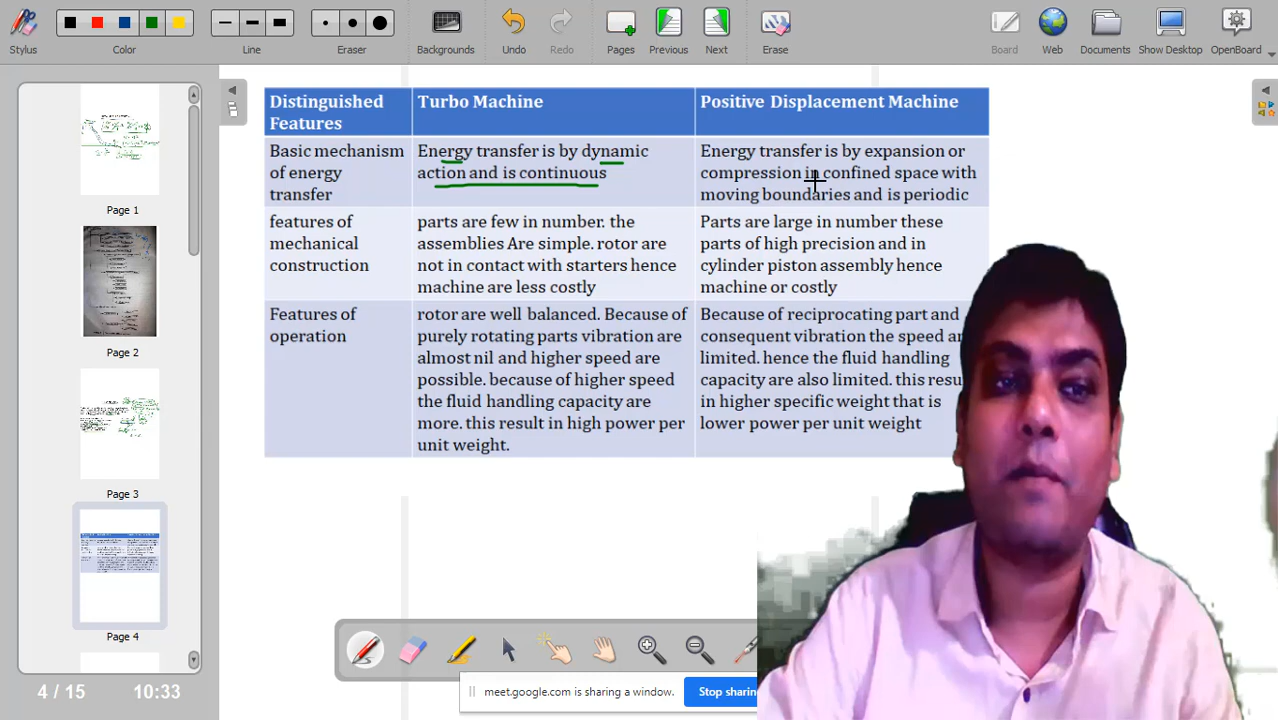 Stylus
Color
Line
Eraser
Backgrounds
Undo
Redo
Pages
Previous
Next
Erase
Board
Web
Documents
Show Desktop
OpenBoard
Page 1
Page 2
Page 3
Page 4
4 / 15
10:33
Distinguished
Features
Turbo Machine
Positive Displacement Machine
Basic mechanism
of energy
transfer
Energy transfer is by dynamic
action and is continuous
Energy transfer is by expansion or
compression in confined space with
moving boundaries and is periodic
features of
mechanical
construction
parts are few in number. the
assemblies Are simple. rotor are
not in contact with starters hence
machine are less costly
Parts are large in number these
parts of high precision and in
cylinder piston assembly hence
machine or costly
Features of
operation
rotor are well balanced. Because of
purely rotating parts vibration are
almost nil and higher speed are
possible. because of higher speed
the fluid handling capacity are
more. this result in high power per
unit weight.
Because of reciprocating part and
consequent vibration the speed ar
limited. hence the fluid handling
capacity are also limited. this resu
in higher specific weight that is
lower power per unit weight
meet.google.com is sharing a window.
Stop sharin